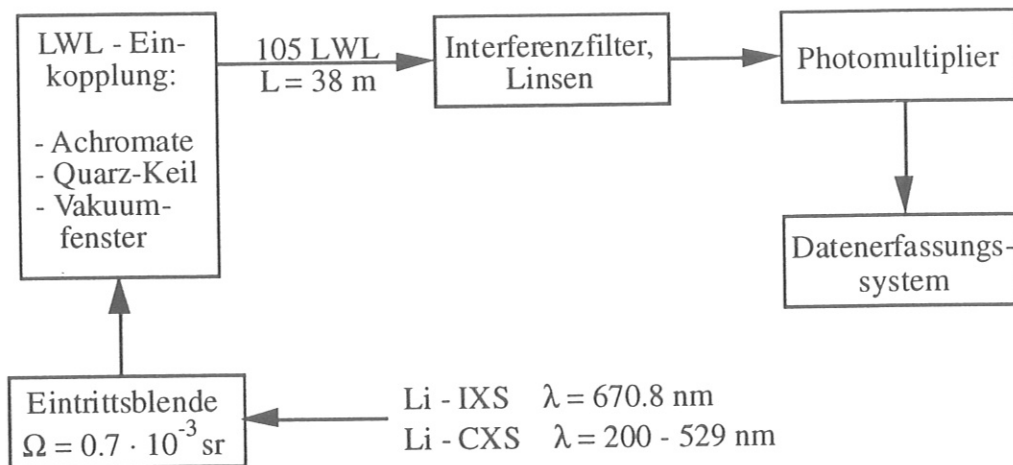 LWL - Ein-
kopplung:
- Achromate
- Quarz-Keil
- Vakuum-
fenster
105 LWL
L = 38 m
Interferenzfilter,
Linsen
Photomultiplier
Datenerfassungs-
system
Eintrittsblende
Ω = 0.7 · 10⁻³ sr
Li - IXS λ = 670.8 nm
Li - CXS λ = 200 - 529 nm